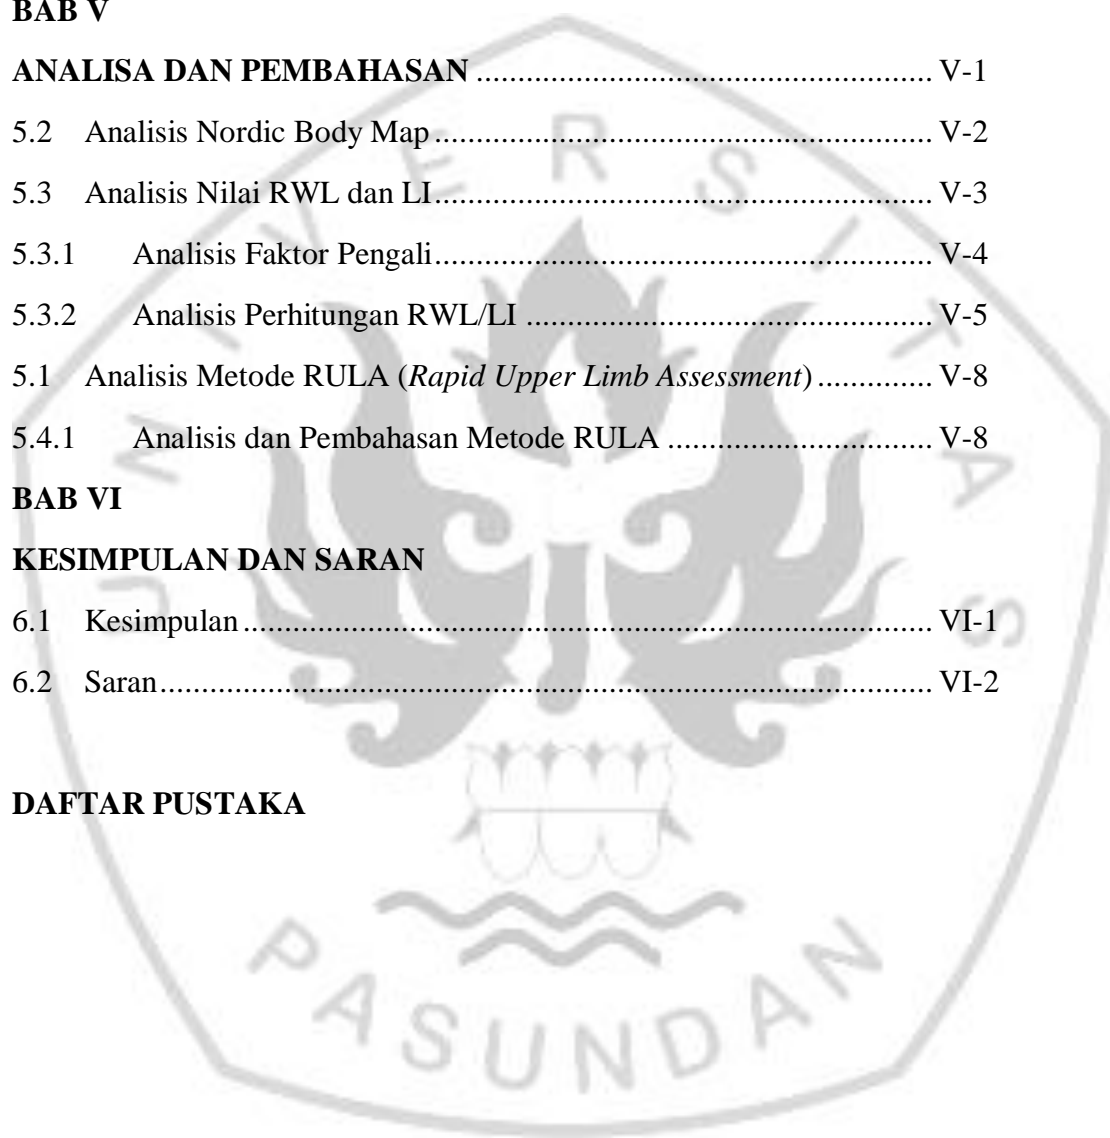 BAB V
ANALISA DAN PEMBAHASAN ....................................................... V-1
5.2 Analisis Nordic Body Map ............................................................ V-2
5.3 Analisis Nilai RWL dan LI ............................................................ V-3
5.3.1 Analisis Faktor Pengali ............................................................ V-4
5.3.2 Analisis Perhitungan RWL/LI ................................................. V-5
5.1 Analisis Metode RULA (Rapid Upper Limb Assessment) .............. V-8
5.4.1 Analisis dan Pembahasan Metode RULA ................................ V-8
BAB VI
KESIMPULAN DAN SARAN
6.1 Kesimpulan ................................................................................... VI-1
6.2 Saran ............................................................................................. VI-2
DAFTAR PUSTAKA
UNIVERSITAS
PASUNDAN